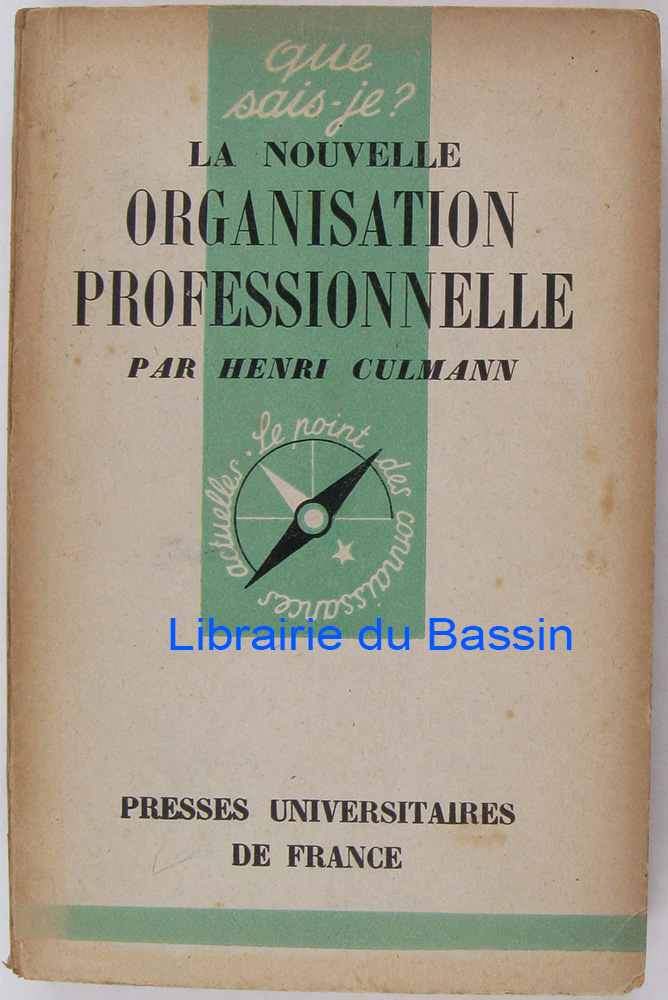 que
sais-je?
LA NOUVELLE
ORGANISATION
PROFESSIONNELLE
PAR HENRI CULMANN
Le point des connaissances actuelles.
Librairie du Bassin
PRESSES UNIVERSITAIRES
DE FRANCE